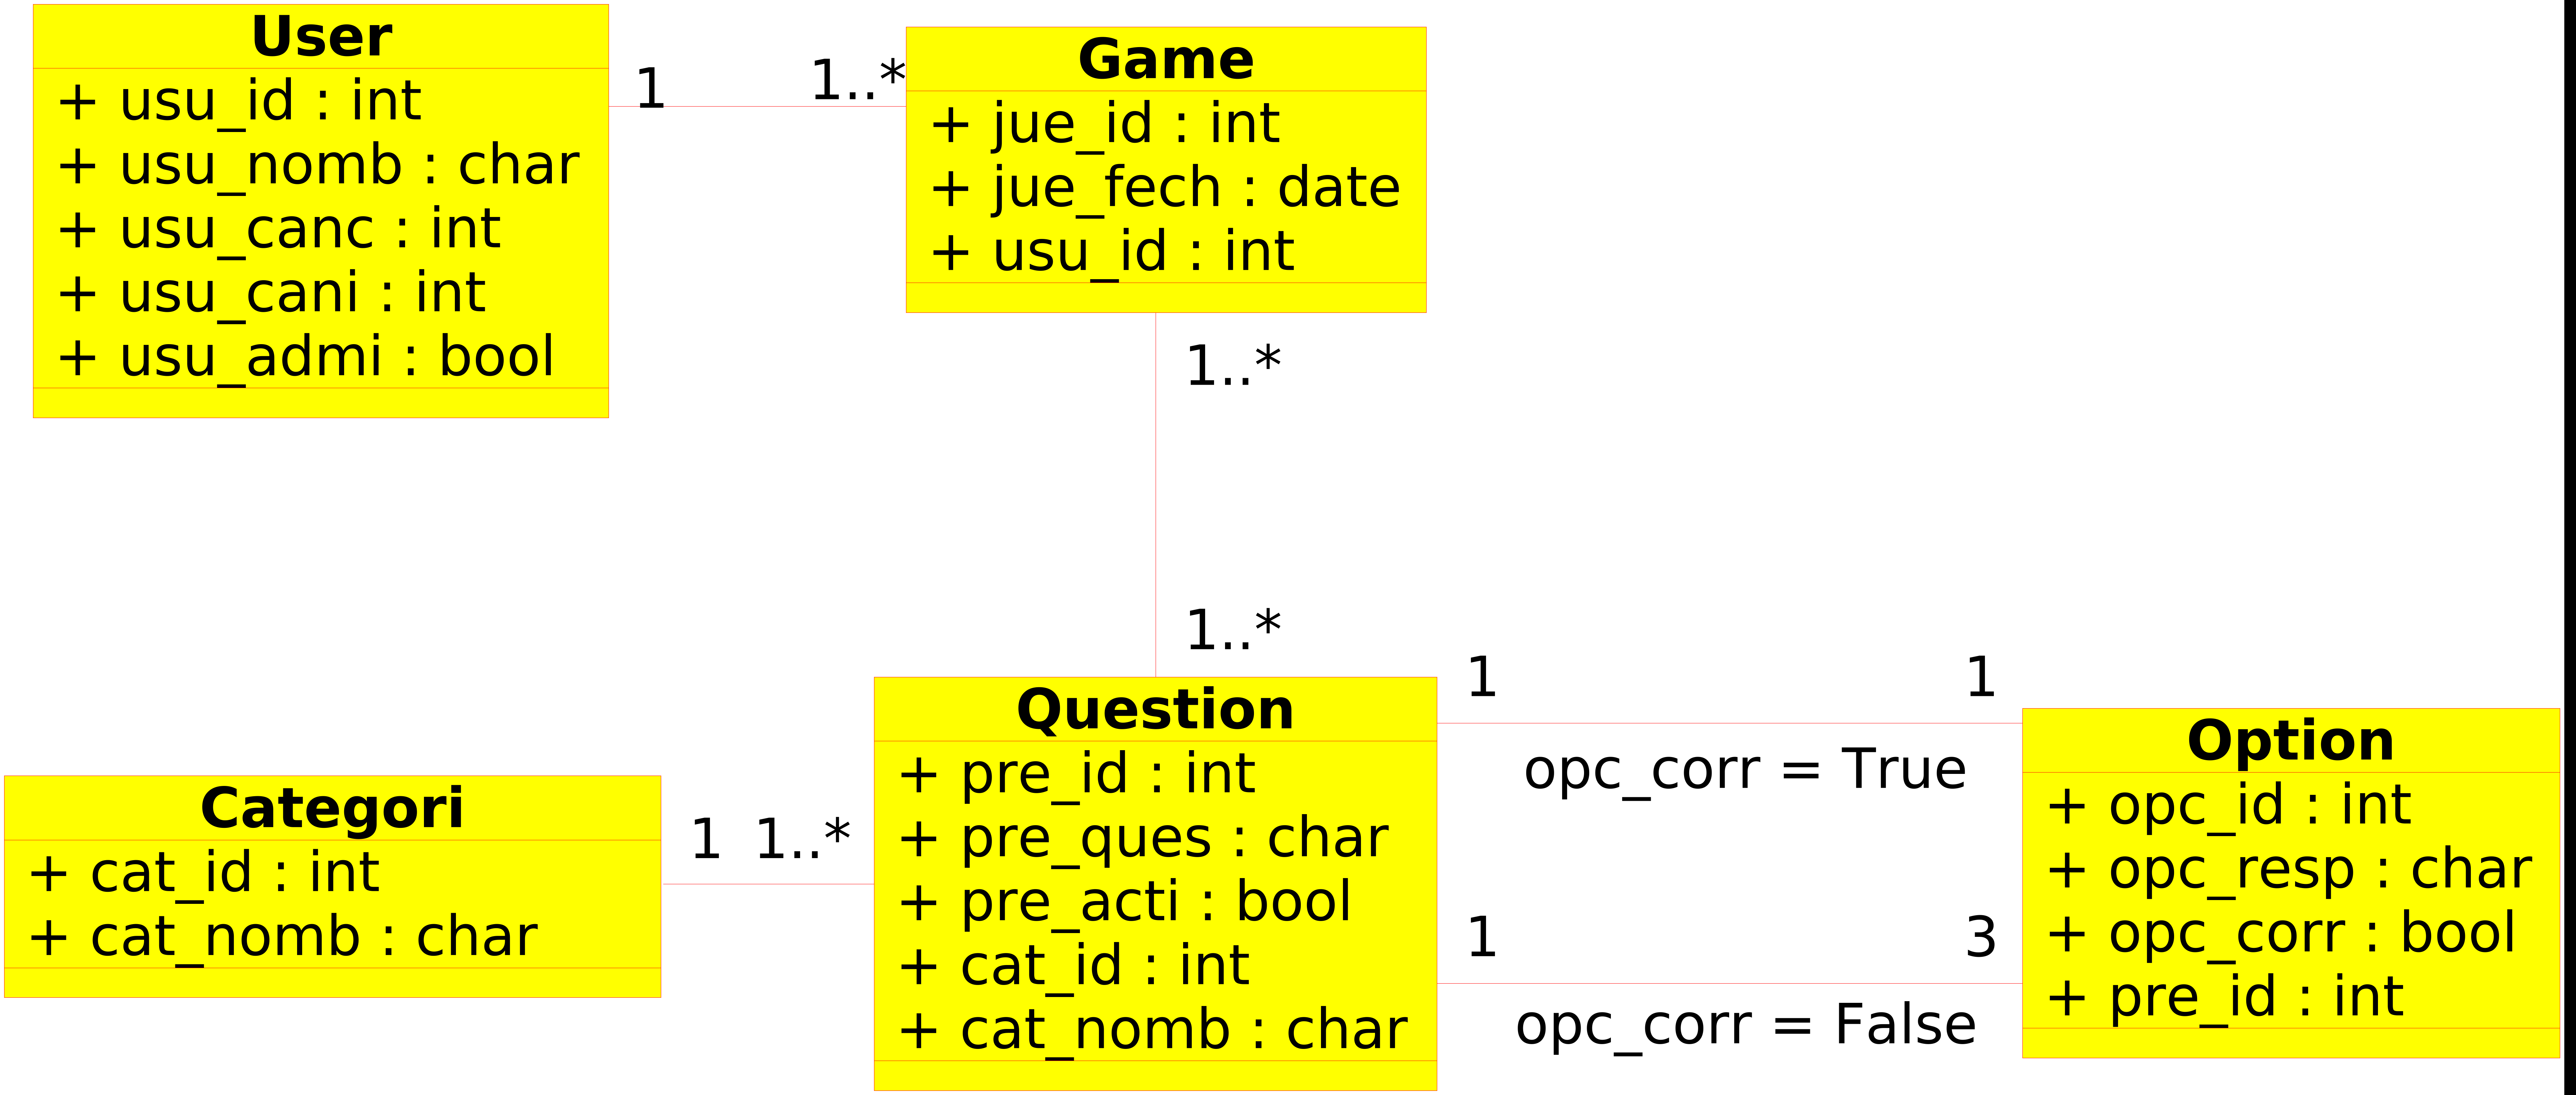 User
+ usu_id : int
+ usu_nomb : char
+ usu_canc : int
+ usu_cani : int
+ usu_admi : bool
1
1..*
Game
+ jue_id : int
+ jue_fech : date
+ usu_id : int
1..*
1..*
Categori
+ cat_id : int
+ cat_nomb : char
1
1..*
Question
+ pre_id : int
+ pre_ques : char
+ pre_acti : bool
+ cat_id : int
+ cat_nomb : char
1
1
opc_corr = True
1
3
opc_corr = False
Option
+ opc_id : int
+ opc_resp : char
+ opc_corr : bool
+ pre_id : int